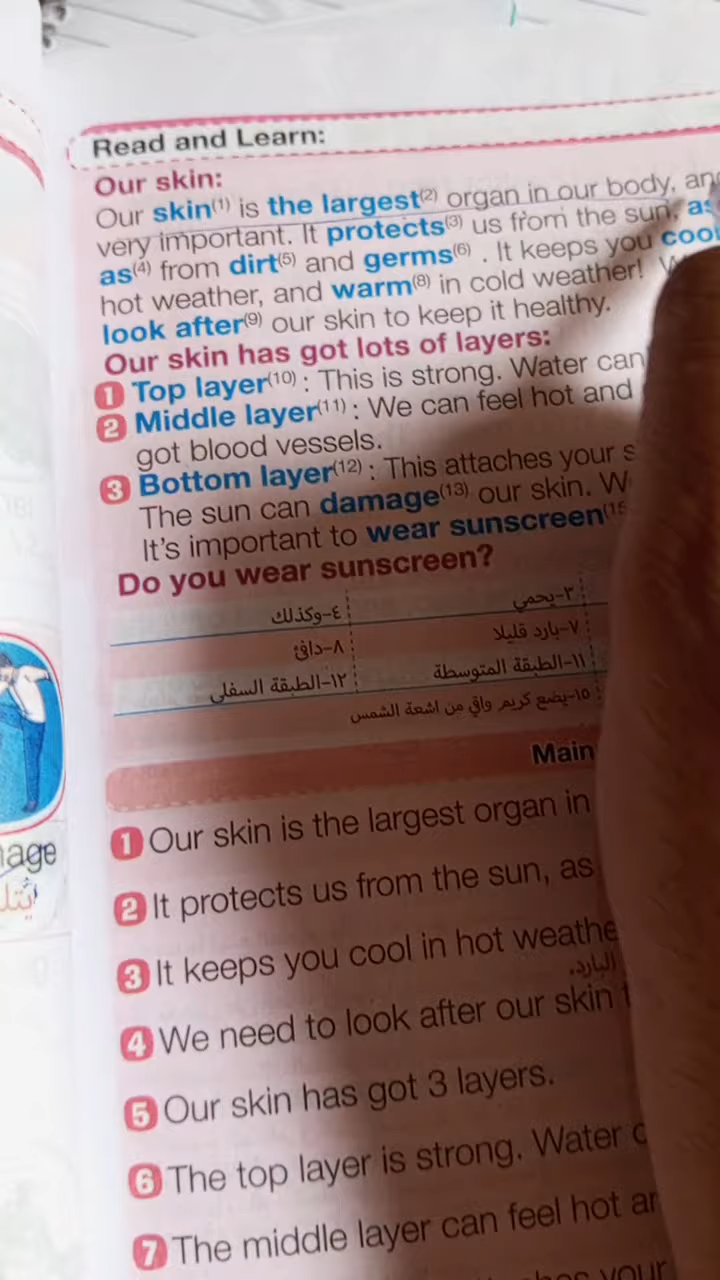 Read and Learn:
Our skin:
Our skin(1) is the largest(2) organ in our body, and
very important. It protects(3) us from the sun, as
as(4) from dirt(5) and germs(6) . It keeps you cool
hot weather, and warm(8) in cold weather!
look after(9) our skin to keep it healthy.
Our skin has got lots of layers:
1 Top layer(10) : This is strong. Water can
2 Middle layer(11) : We can feel hot and
got blood vessels.
3 Bottom layer(12) : This attaches your s
The sun can damage(13) our skin. W
It's important to wear sunscreen(15
Do you wear sunscreen?
٣-يحمي ٤-وكذلك
٧-بارد قليلا ٨-دافئ
١١-الطبقة المتوسطة ١٢-الطبقة السفلى
١٥-يضع كريم واقي من اشعة الشمس
Main
1 Our skin is the largest organ in
2 It protects us from the sun, as
3 It keeps you cool in hot weathe
البارد.
4 We need to look after our skin
5 Our skin has got 3 layers.
6 The top layer is strong. Water c
7 The middle layer can feel hot ar
your
mage